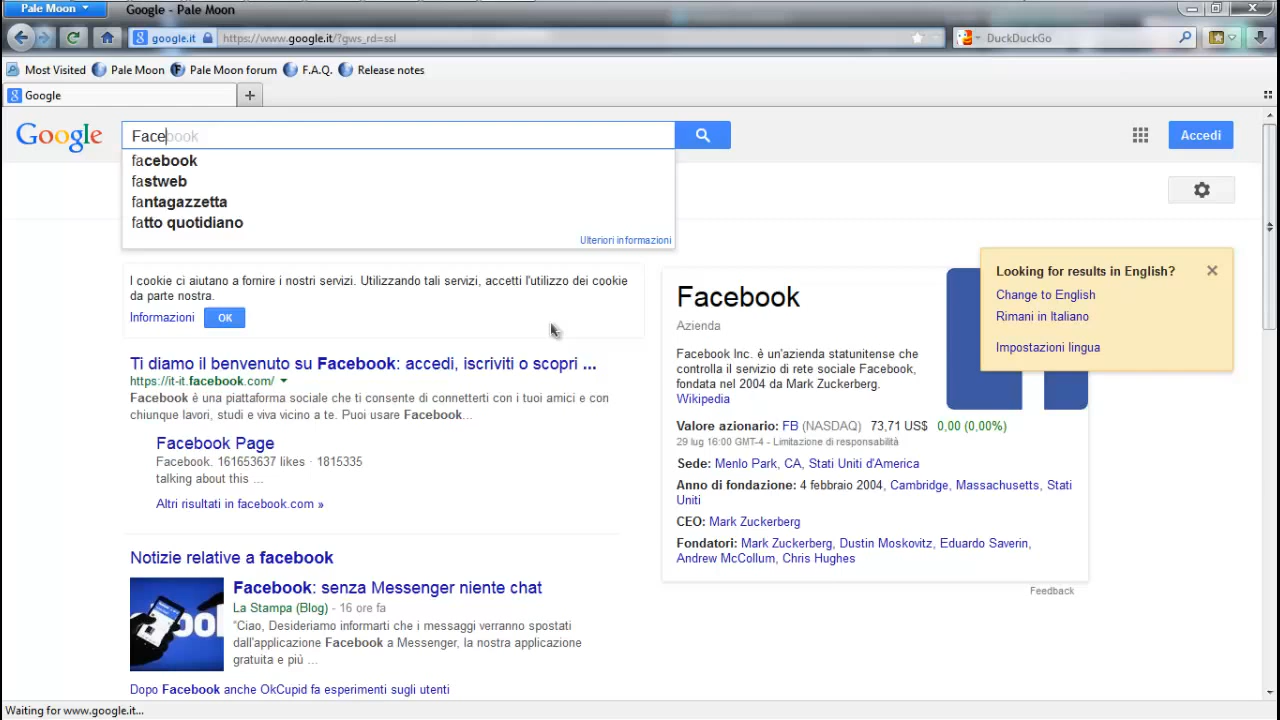 Pale Moon
Google - Pale Moon
google.it
https://www.google.it/?gws_rd=ssl
DuckDuckGo
Most Visited
Pale Moon
Pale Moon forum
F.A.Q.
Release notes
Google
Google
Facebook
Accedi
facebook
fastweb
fantagazzetta
fatto quotidiano
Ulteriori informazioni
I cookie ci aiutano a fornire i nostri servizi. Utilizzando tali servizi, accetti l'utilizzo dei cookie
da parte nostra.
Informazioni
OK
Ti diamo il benvenuto su Facebook: accedi, iscriviti o scopri ...
https://it-it.facebook.com/
Facebook è una piattaforma sociale che ti consente di connetterti con i tuoi amici e con
chiunque lavori, studi e viva vicino a te. Puoi usare Facebook...
Facebook Page
Facebook. 161653637 likes · 1815335
talking about this ...
Altri risultati in facebook.com »
Notizie relative a facebook
Facebook: senza Messenger niente chat
La Stampa (Blog) - 16 ore fa
"Ciao, Desideriamo informarti che i messaggi verranno spostati
dall'applicazione Facebook a Messenger, la nostra applicazione
gratuita e più ...
Dopo Facebook anche OkCupid fa esperimenti sugli utenti
Facebook
Azienda
Facebook Inc. è un'azienda statunitense che
controlla il servizio di rete sociale Facebook,
fondata nel 2004 da Mark Zuckerberg.
Wikipedia
Valore azionario: FB (NASDAQ) 73,71 US$ 0,00 (0,00%)
29 lug 16:00 GMT-4 - Limitazione di responsabilità
Sede: Menlo Park, CA, Stati Uniti d'America
Anno di fondazione: 4 febbraio 2004, Cambridge, Massachusetts, Stati
Uniti
CEO: Mark Zuckerberg
Fondatori: Mark Zuckerberg, Dustin Moskovitz, Eduardo Saverin,
Andrew McCollum, Chris Hughes
Feedback
Looking for results in English?
Change to English
Rimani in Italiano
Impostazioni lingua
Waiting for www.google.it...